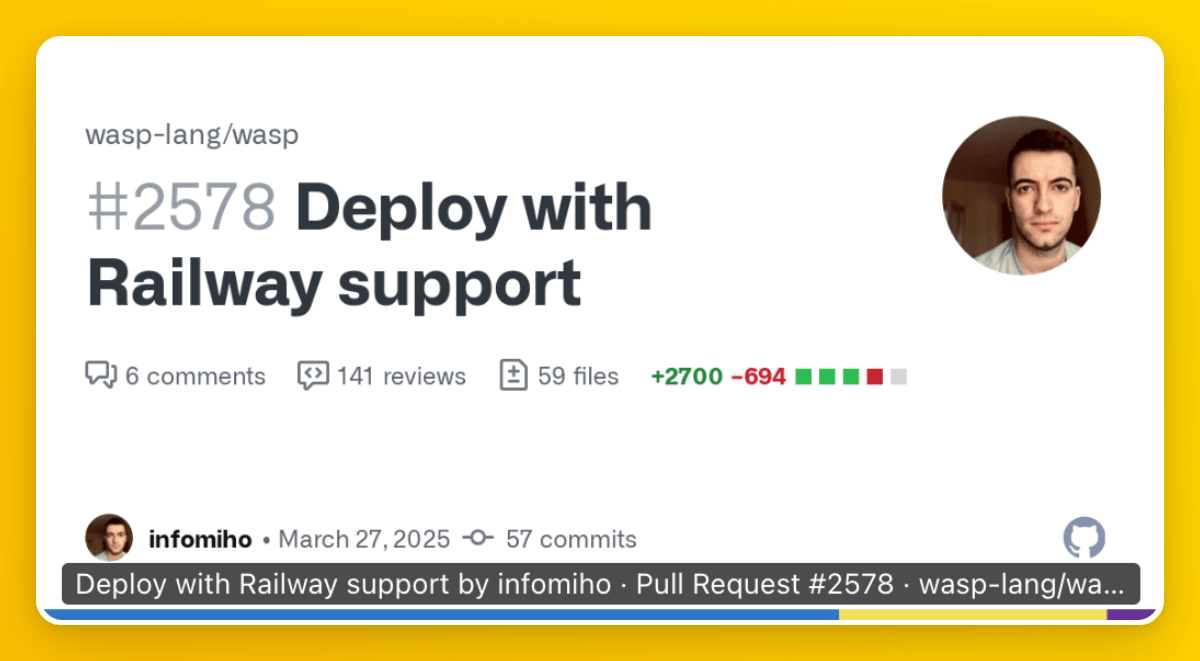 wasp-lang/wasp
#2578 Deploy with
Railway support
6 comments 141 reviews 59 files +2700 −694
infomiho • March 27, 2025 57 commits
Deploy with Railway support by infomiho · Pull Request #2578 · wasp-lang/wa...